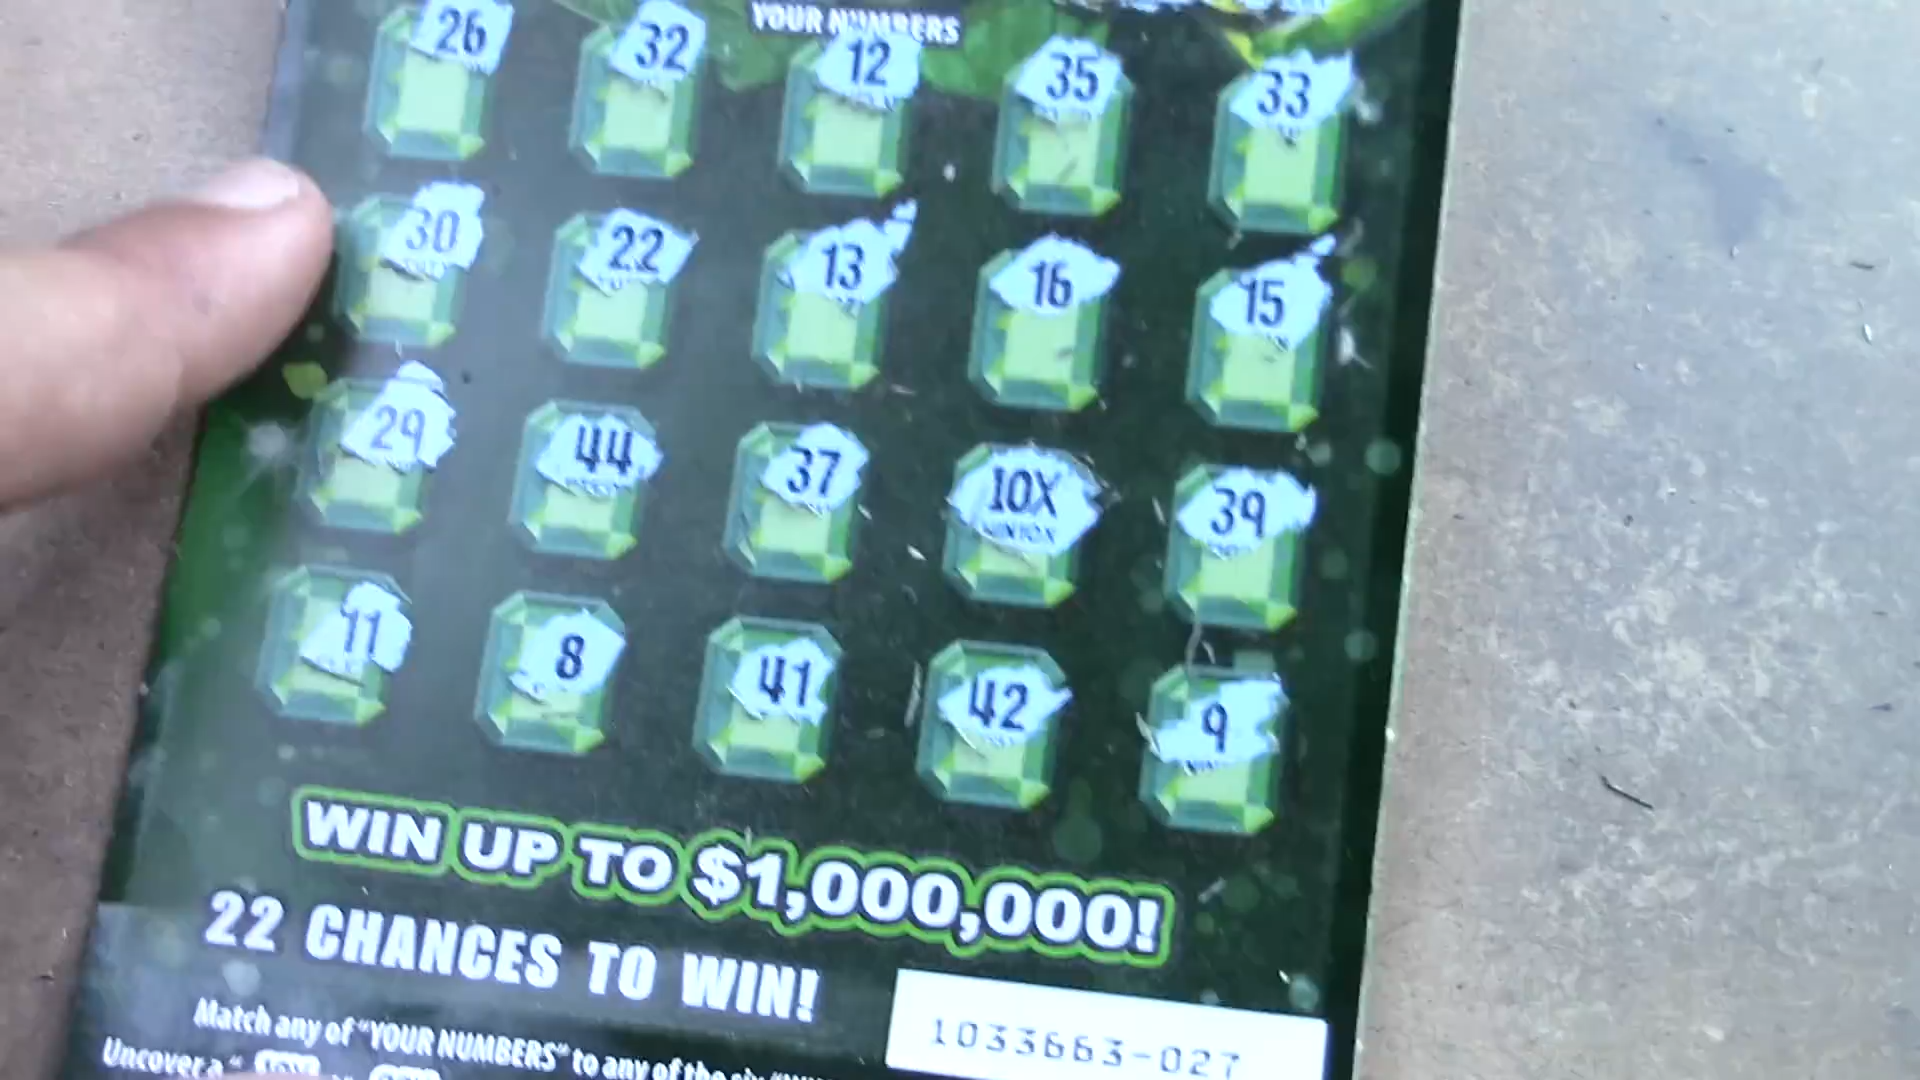 YOUR NUMBERS
26 32 12 35 33
30 22 13 16 15
29 44 37 10X 39
11 8 41 42 9
WIN UP TO $1,000,000!
22 CHANCES TO WIN!
1033663-027
Match any of "YOUR NUMBERS" to any of the six
Uncover a "